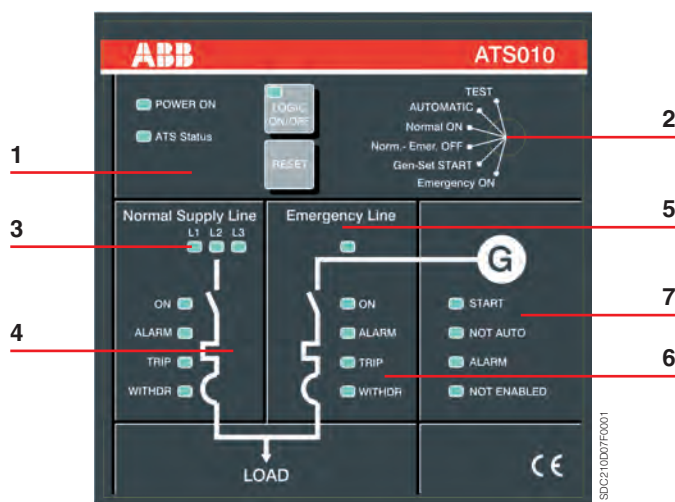 ABB ATS010
POWER ON
ATS Status
LOGIC
ON/OFF
RESET
TEST
AUTOMATIC
Normal ON
Norm.- Emer. OFF
Gen-Set START
Emergency ON
1
2
3
4
5
6
7
Normal Supply Line
L1 L2 L3
ON
ALARM
TRIP
WITHDR
Emergency Line
ON
ALARM
TRIP
WITHDR
G
START
NOT AUTO
ALARM
NOT ENABLED
LOAD
CE
SDC210D07F0001